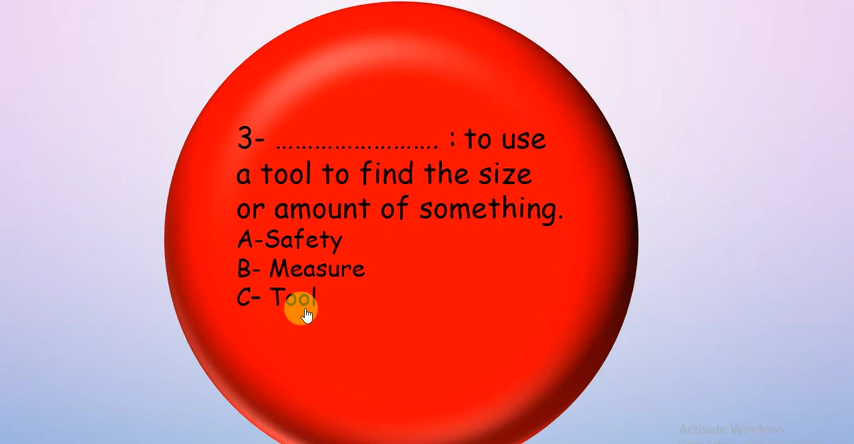 3- ........................ : to use
a tool to find the size
or amount of something.
A-Safety
B- Measure
C- Tool
Activate Windows